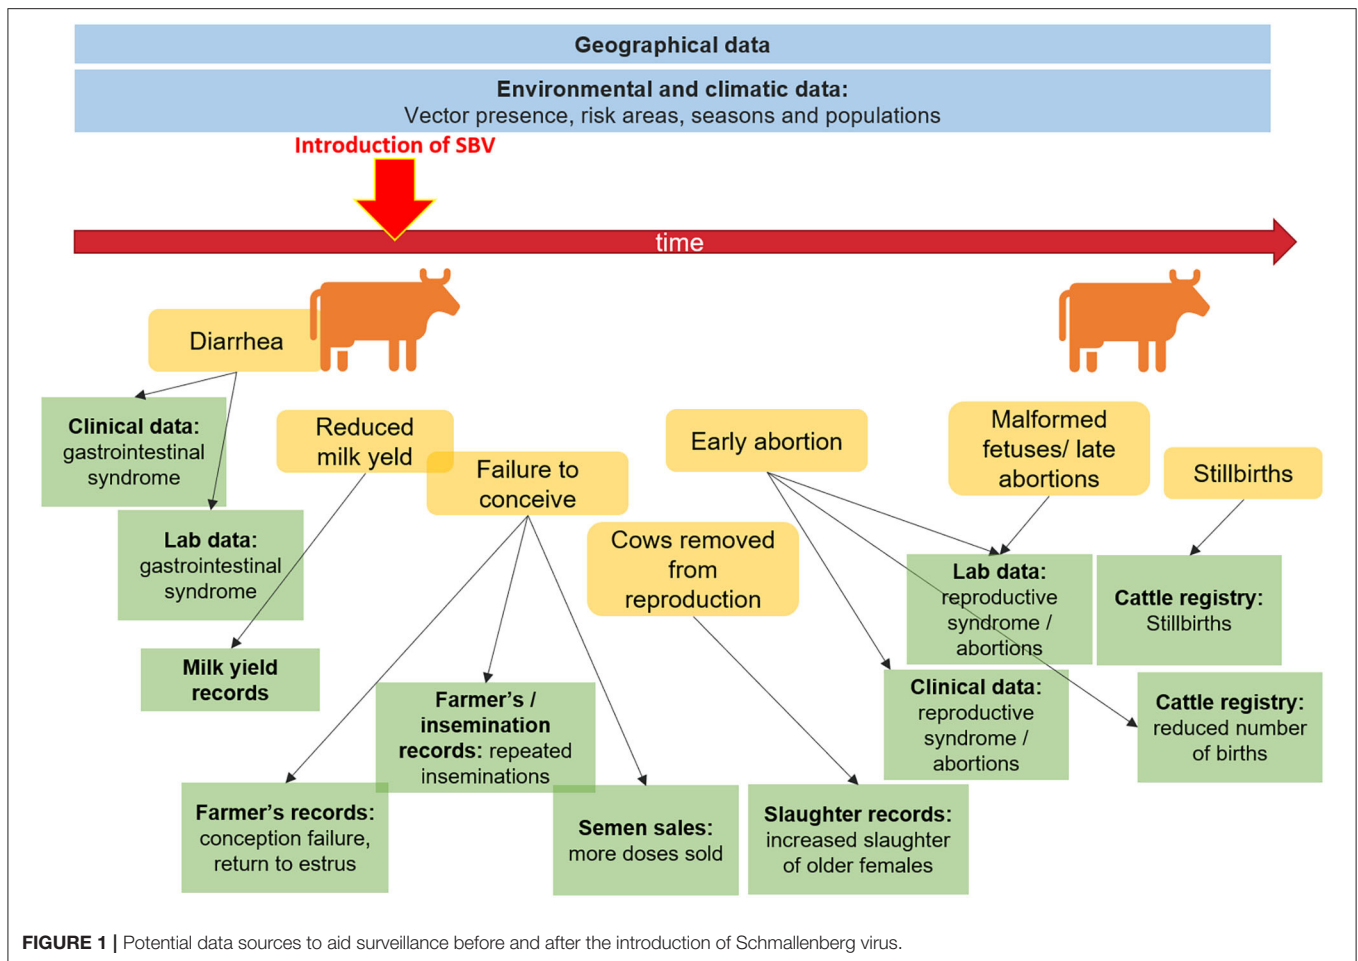 Geographical data
Environmental and climatic data:
Vector presence, risk areas, seasons and populations
Introduction of SBV
time
Diarrhea
Clinical data:
gastrointestinal
syndrome
Lab data:
gastrointestinal
syndrome
Reduced
milk yeld
Milk yield
records
Failure to
conceive
Farmer's records:
conception failure,
return to estrus
Farmer's /
insemination
records: repeated
inseminations
Semen sales:
more doses sold
Cows removed
from
reproduction
Slaughter records:
increased slaughter
of older females
Early abortion
Malformed
fetuses/ late
abortions
Lab data:
reproductive
syndrome /
abortions
Clinical data:
reproductive
syndrome /
abortions
Stillbirths
Cattle registry:
Stillbirths
Cattle registry:
reduced number
of births
FIGURE 1 | Potential data sources to aid surveillance before and after the introduction of Schmallenberg virus.